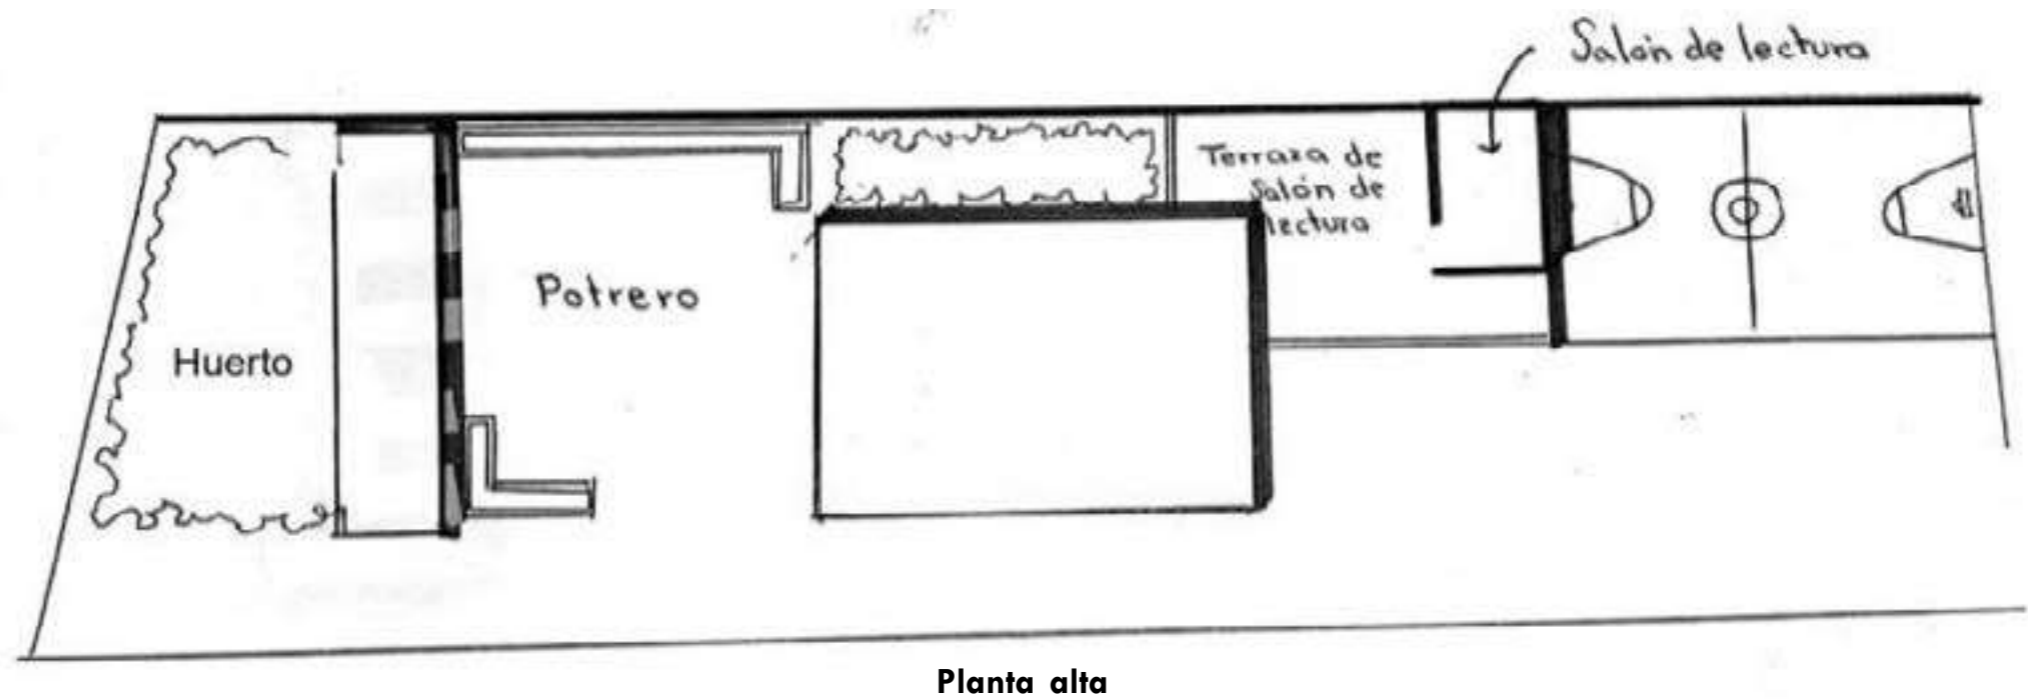 Salón de lectura
Terraza de
Salón de
lectura
Potrero
Huerto
Planta alta